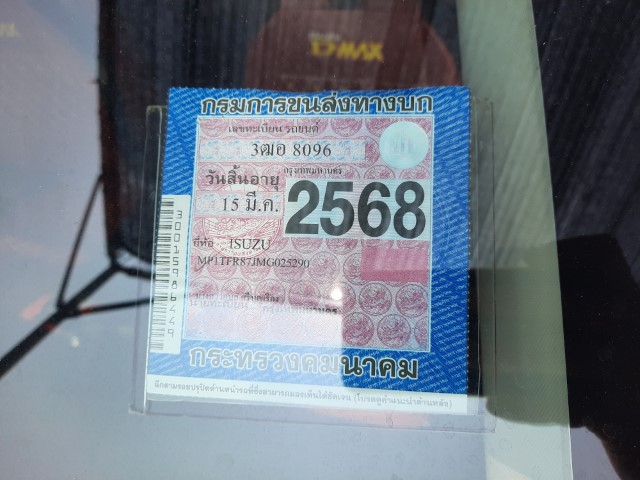 D-MAX
กรมการขนส่งทางบก
เลขทะเบียน รถยนต์
3ฒอ 8096
กรุงเทพมหานคร
วันสิ้นอายุ
15 มี.ค. 2568
ยี่ห้อ ISUZU
MP1TFR87JMG025290
กระทรวงคมนาคม